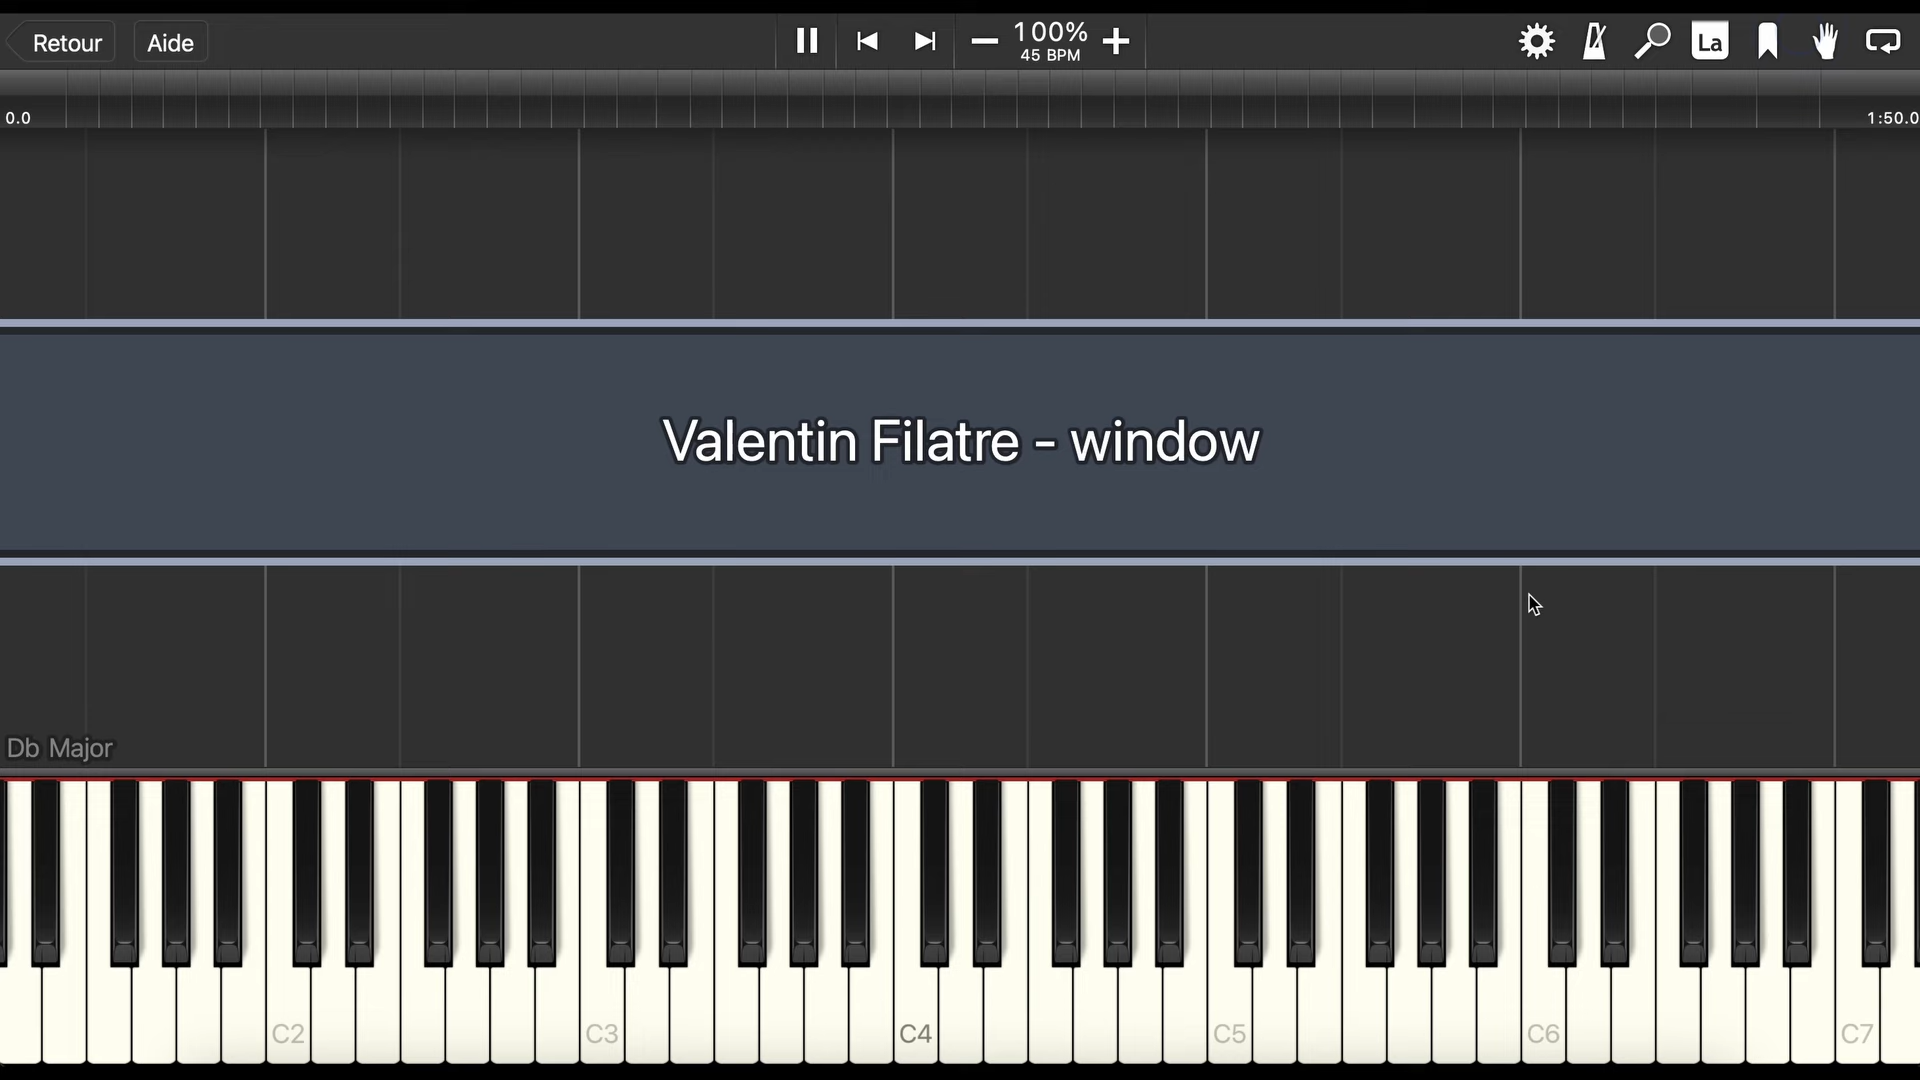 Retour
Aide
100%
45 BPM
La
0.0
1:50.0
Valentin Filatre - window
Db Major
C2
C3
C4
C5
C6
C7